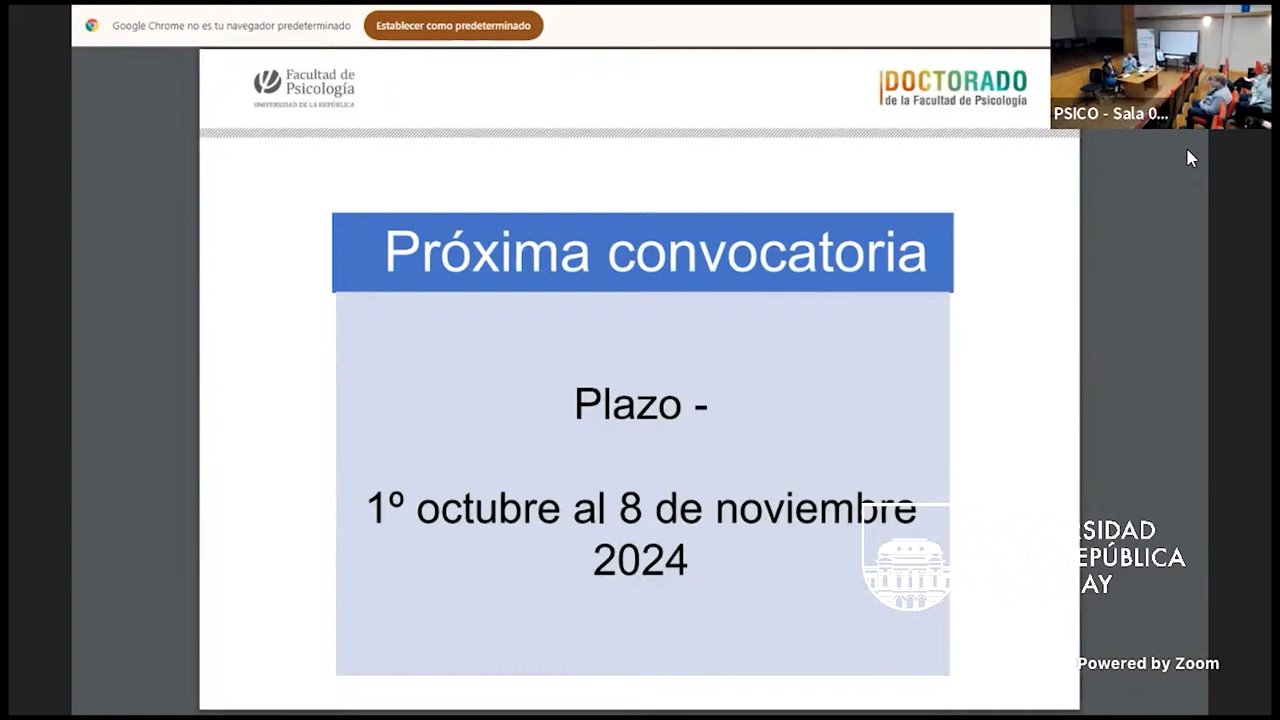 Google Chrome no es tu navegador predeterminado
Establecer como predeterminado
Facultad de
Psicología
UNIVERSIDAD DE LA REPÚBLICA
DOCTORADO
de la Facultad de Psicología
PSICO - Sala 0...
Próxima convocatoria
Plazo -
1º octubre al 8 de noviembre
2024
RSIDAD
EPÚBLICA
AY
Powered by Zoom